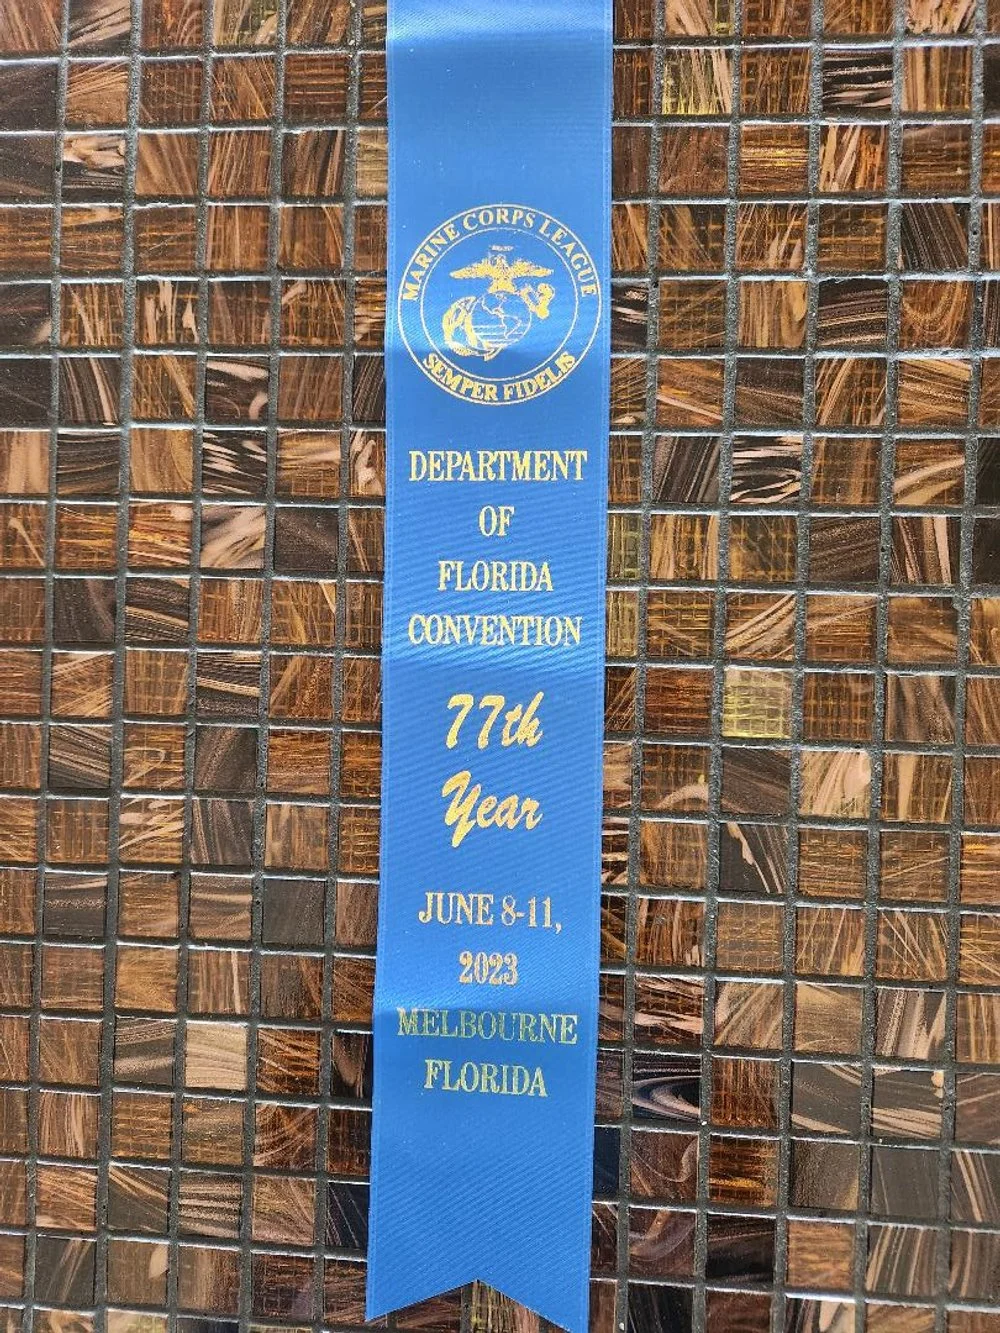 MARINE CORPS LEAGUE
SEMPER FIDELIS
DEPARTMENT
OF
FLORIDA
CONVENTION
77th
Year
JUNE 8-11,
2023
MELBOURNE
FLORIDA